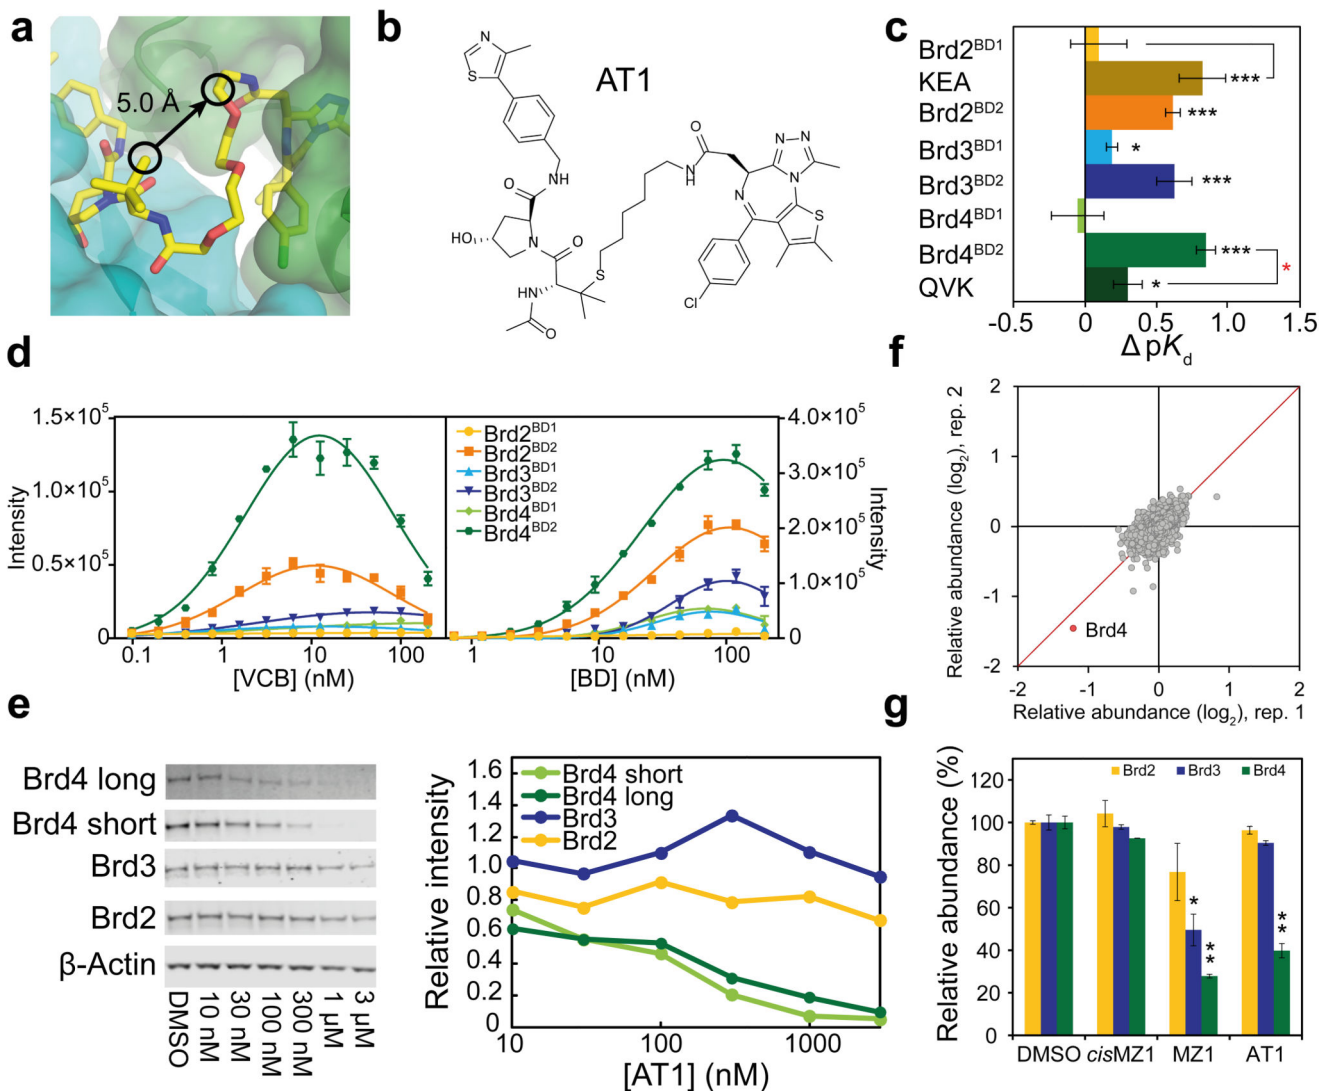 a
5.0 Å
b
AT1
N
S
O
NH
HO
N
O
HN
O
S
NH
O
N
N
N
N
S
Cl
c
Brd2BD1
KEA
***
Brd2BD2
***
Brd3BD1
*
Brd3BD2
***
Brd4BD1
Brd4BD2
***
*
QVK
*
-0.5 0 0.5 1.0 1.5
Δ pKd
d
1.5×10⁵
1.0×10⁵
0.5×10⁵
0
Intensity
0.1 1 10 100
[VCB] (nM)
Brd2BD1
Brd2BD2
Brd3BD1
Brd3BD2
Brd4BD1
Brd4BD2
4.0×10⁵
3.0×10⁵
2.0×10⁵
1.0×10⁵
0
Intensity
1 10 100
[BD] (nM)
f
Relative abundance (log2), rep. 2
2
1
0
-1
-2
Brd4
-2 -1 0 1 2
Relative abundance (log2), rep. 1
e
Brd4 long
Brd4 short
Brd3
Brd2
β-Actin
DMSO
10 nM
30 nM
100 nM
300 nM
1 μM
3 μM
Relative intensity
1.6
1.4
1.2
1.0
0.8
0.6
0.4
0.2
0
Brd4 short
Brd4 long
Brd3
Brd2
10 100 1000
[AT1] (nM)
g
Relative abundance (%)
120
100
80
60
40
20
0
Brd2 Brd3 Brd4
*
**
**
DMSO cisMZ1 MZ1 AT1